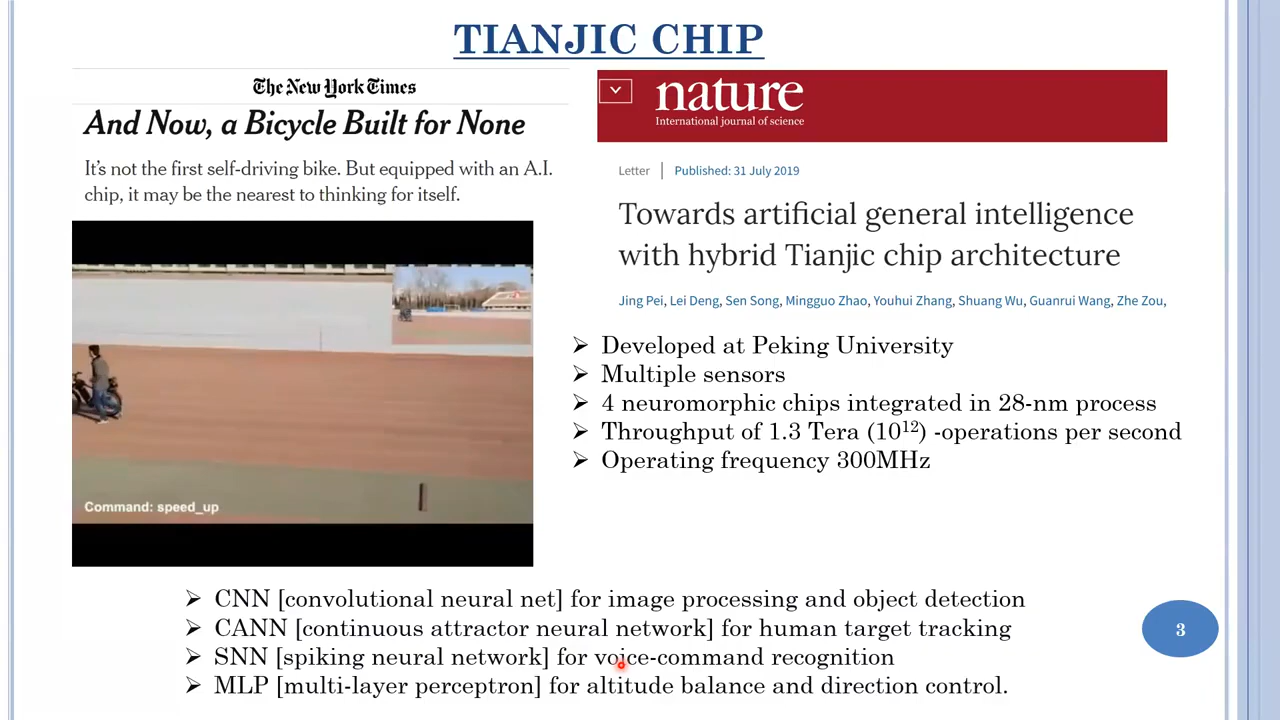 TIANJIC CHIP
The New York Times
And Now, a Bicycle Built for None
It's not the first self-driving bike. But equipped with an A.I.
chip, it may be the nearest to thinking for itself.
Command: speed_up
nature
International journal of science
Letter | Published: 31 July 2019
Towards artificial general intelligence
with hybrid Tianjic chip architecture
Jing Pei, Lei Deng, Sen Song, Mingguo Zhao, Youhui Zhang, Shuang Wu, Guanrui Wang, Zhe Zou,
➢ Developed at Peking University
➢ Multiple sensors
➢ 4 neuromorphic chips integrated in 28-nm process
➢ Throughput of 1.3 Tera (10¹²) -operations per second
➢ Operating frequency 300MHz
➢ CNN [convolutional neural net] for image processing and object detection
➢ CANN [continuous attractor neural network] for human target tracking
➢ SNN [spiking neural network] for voice-command recognition
➢ MLP [multi-layer perceptron] for altitude balance and direction control.
3